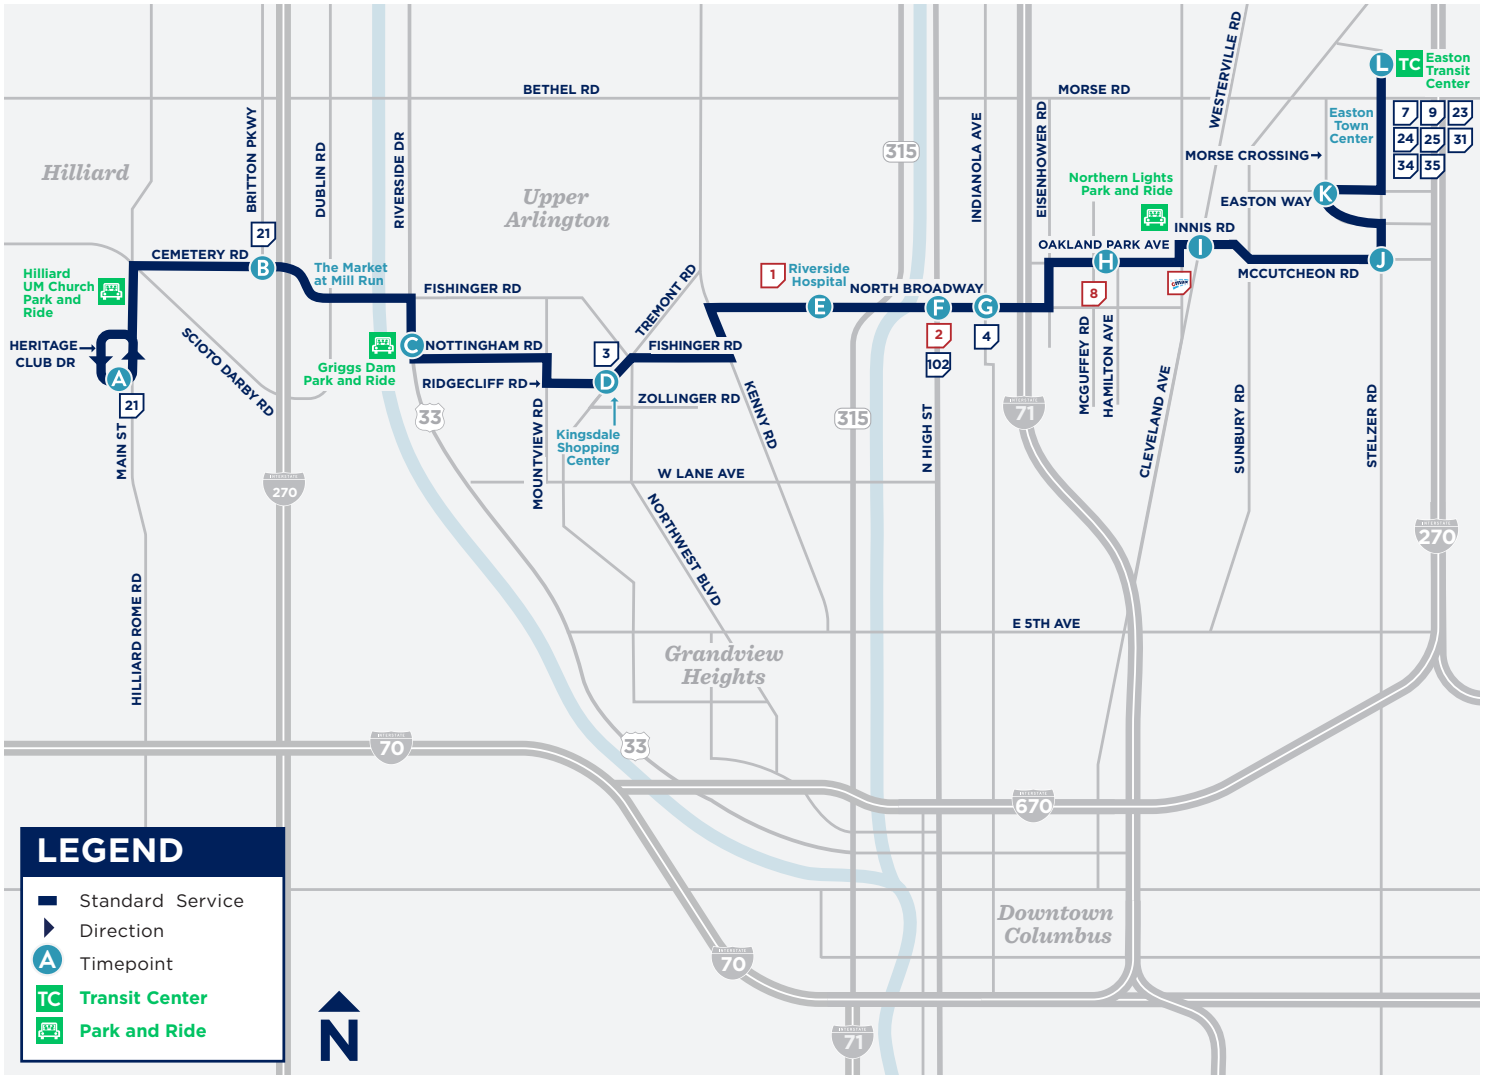 BETHEL RD
MORSE RD
WESTERVILLE RD
L
TC
Easton
Transit
Center
7
9
23
24
25
31
34
35
Easton
Town
Center
MORSE CROSSING
K
EASTON WAY
Hilliard
BRITTON PKWY
DUBLIN RD
RIVERSIDE DR
Upper
Arlington
315
INDIANOLA AVE
EISENHOWER RD
Northern Lights
Park and Ride
INNIS RD
I
OAKLAND PARK AVE
H
J
MCCUTCHEON RD
8
21
CEMETERY RD
B
The Market
at Mill Run
Hilliard
UM Church
Park and
Ride
HERITAGE
CLUB DR
A
21
MAIN ST
SCIOTO DARBY RD
FISHINGER RD
TREMONT RD
1
Riverside
Hospital
E
NORTH BROADWAY
F
G
2
102
4
C
NOTTINGHAM RD
Griggs Dam
Park and Ride
RIDGECLIFF RD
3
D
FISHINGER RD
ZOLLINGER RD
Kingsdale
Shopping
Center
MOUNTVIEW RD
KENNY RD
33
315
N HIGH ST
INTERSTATE
71
MCGUFFEY RD
HAMILTON AVE
CLEVELAND AVE
SUNBURY RD
STELZER RD
W LANE AVE
NORTHWEST BLVD
INTERSTATE
270
INTERSTATE
270
HILLIARD ROME RD
E 5TH AVE
Grandview
Heights
INTERSTATE
70
33
INTERSTATE
670
Downtown
Columbus
INTERSTATE
70
INTERSTATE
71
LEGEND
Standard Service
Direction
A Timepoint
TC Transit Center
Park and Ride
N